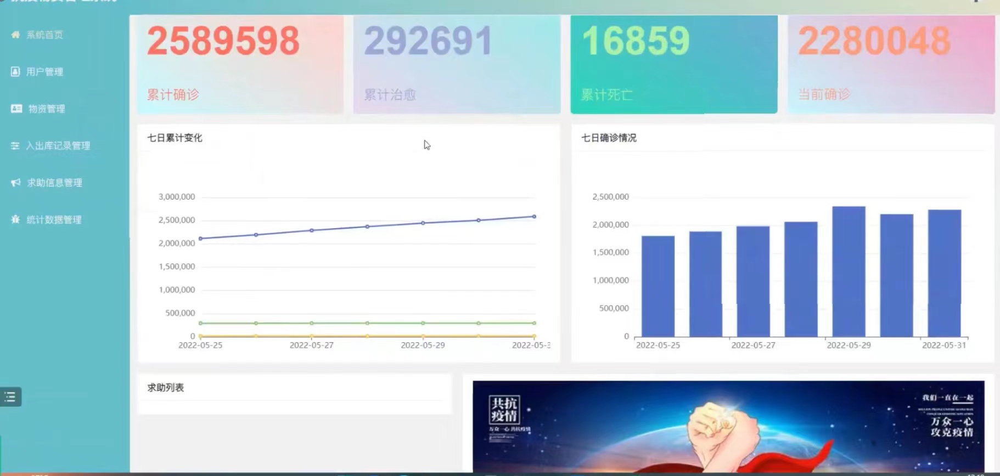 系统首页
用户管理
物资管理
入出库记录管理
求助信息管理
统计数据管理
2589598
累计确诊
292691
累计治愈
16859
累计死亡
2280048
当前确诊
七日累计变化
3,000,000
2,500,000
2,000,000
1,500,000
1,000,000
500,000
0
2022-05-25
2022-05-27
2022-05-29
2022-05-3
七日确诊情况
2,500,000
2,000,000
1,500,000
1,000,000
500,000
0
2022-05-25
2022-05-27
2022-05-29
2022-05-31
求助列表
共抗
疫情
万众一心 共抗疫情
我们一直在一起
万众一心
攻克疫情